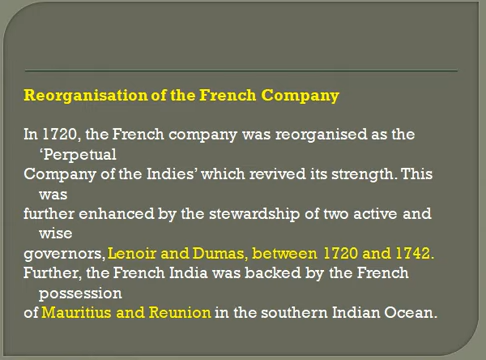 Reorganisation of the French Company
In 1720, the French company was reorganised as the
‘Perpetual
Company of the Indies’ which revived its strength. This
was
further enhanced by the stewardship of two active and
wise
governors, Lenoir and Dumas, between 1720 and 1742.
Further, the French India was backed by the French
possession
of Mauritius and Reunion in the southern Indian Ocean.